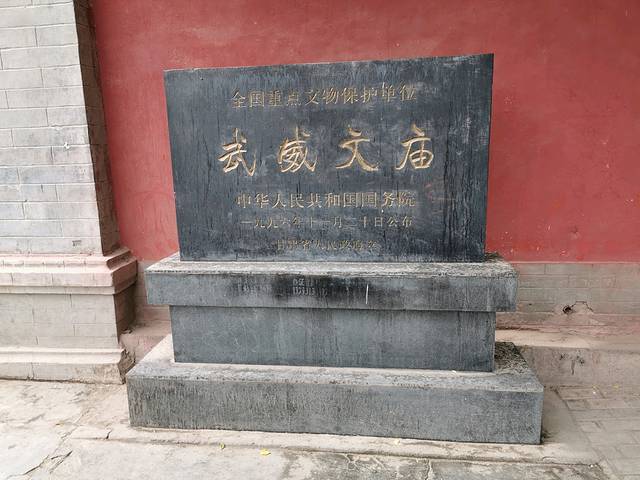 全国重点文物保护单位
武威文庙
中华人民共和国国务院
一九九六年十一月二十日公布
甘肃省人民政府立